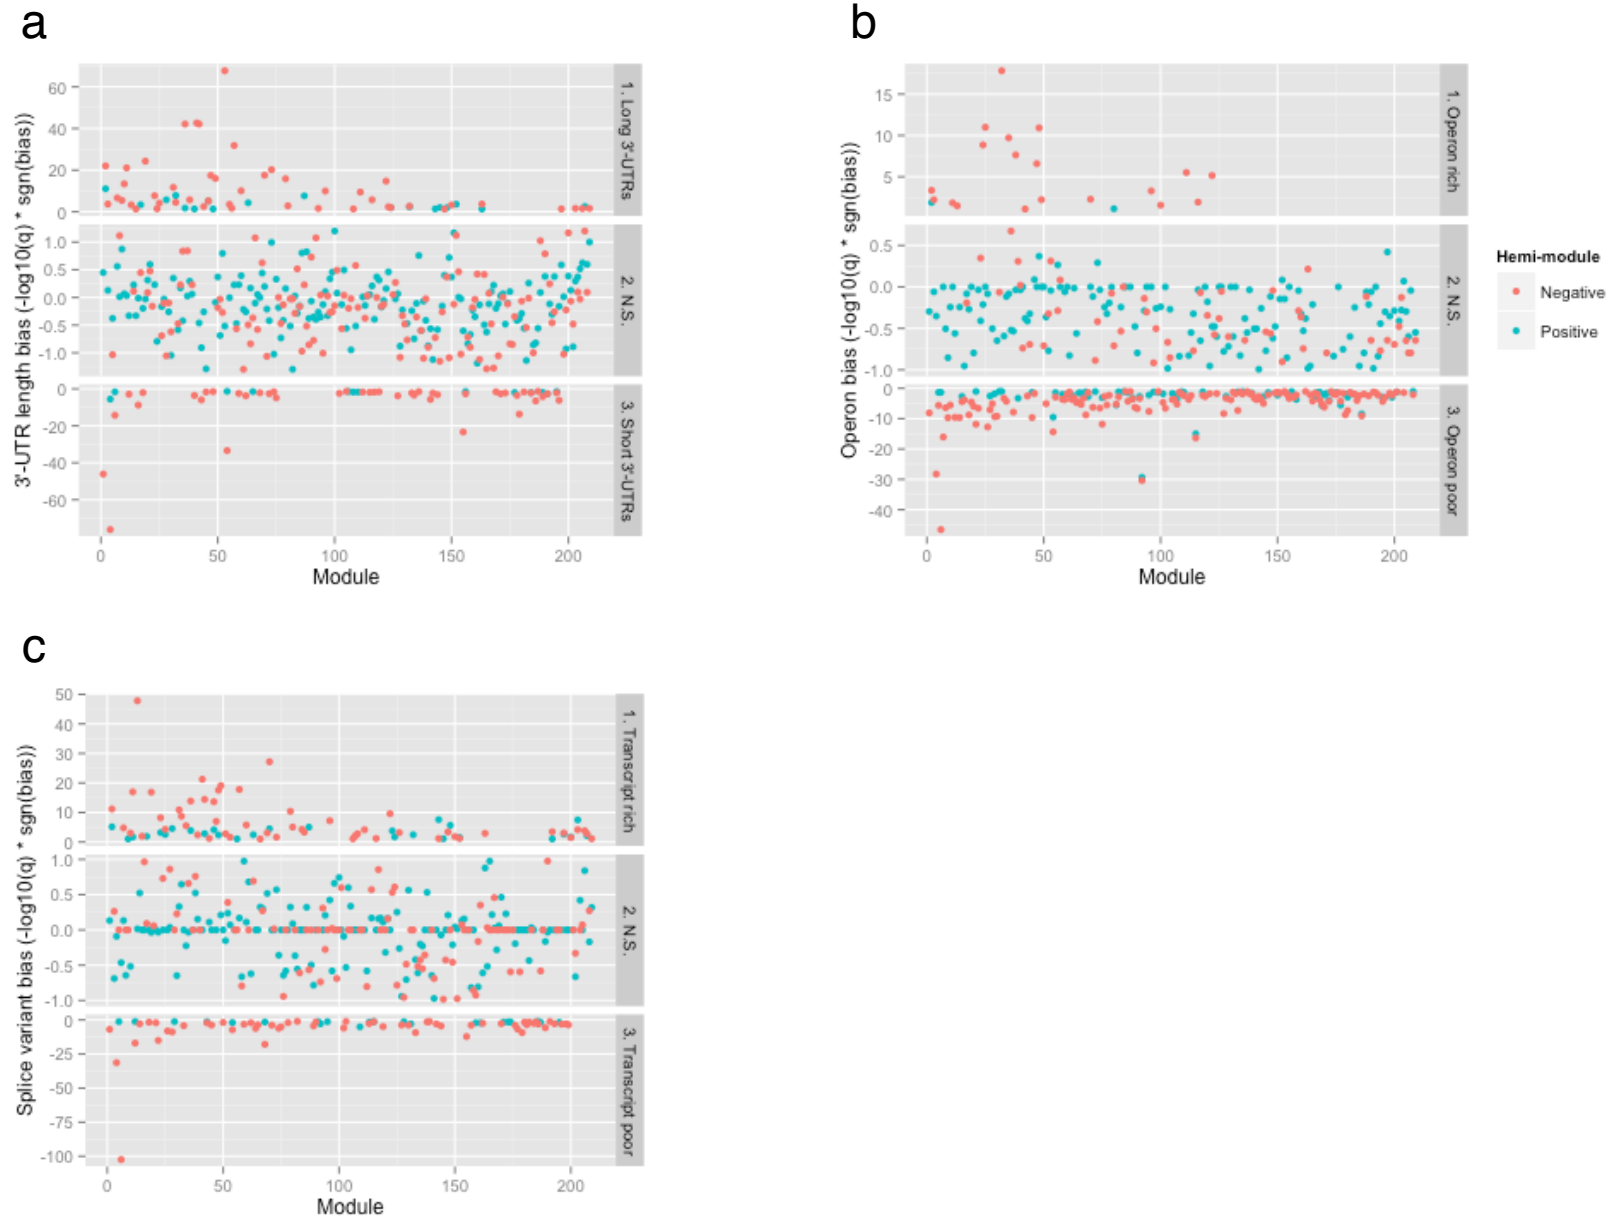 a
3'-UTR length bias (-log10(q) * sgn(bias))
60
40
20
0
1. Long 3'-UTRs
1.0
0.5
0.0
-0.5
-1.0
2. N.S.
0
-20
-40
-60
3. Short 3'-UTRs
0
50
100
150
200
Module
b
Operon bias (-log10(q) * sgn(bias))
15
10
5
1. Operon rich
0.5
0.0
-0.5
-1.0
2. N.S.
0
-10
-20
-30
-40
3. Operon poor
0
50
100
150
200
Module
Hemi-module
Negative
Positive
c
Splice variant bias (-log10(q) * sgn(bias))
50
40
30
20
10
0
1. Transcript rich
1.0
0.5
0.0
-0.5
-1.0
2. N.S.
0
-25
-50
-75
-100
3. Transcript poor
0
50
100
150
200
Module